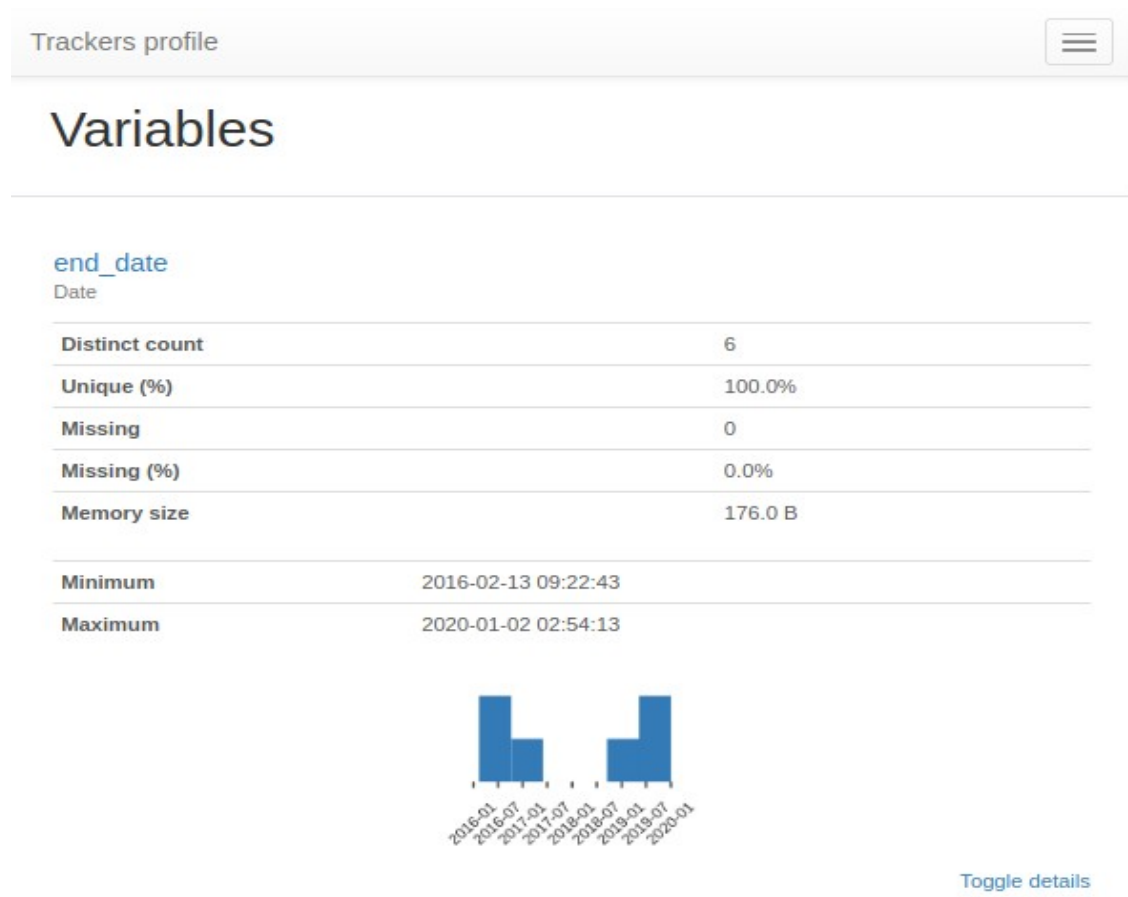 Trackers profile
Variables
end_date
Date
Distinct count 6
Unique (%) 100.0%
Missing 0
Missing (%) 0.0%
Memory size 176.0 B
Minimum 2016-02-13 09:22:43
Maximum 2020-01-02 02:54:13
2016-01 2016-07 2017-01 2017-07 2018-01 2018-07 2019-01 2019-07 2020-01
Toggle details